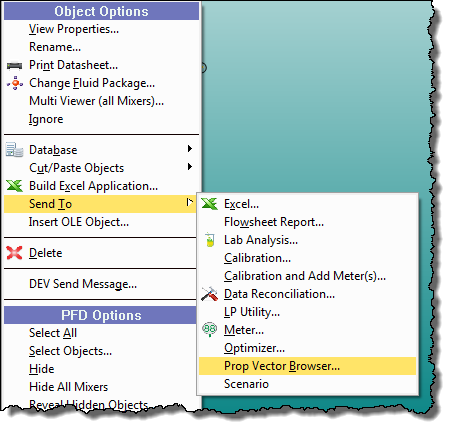 Object Options
View Properties...
Rename...
Print Datasheet...
Change Fluid Package...
Multi Viewer (all Mixers)...
Ignore
Database
Cut/Paste Objects
Build Excel Application...
Send To
Insert OLE Object...
Delete
DEV Send Message...
PFD Options
Select All
Select Objects...
Hide
Hide All Mixers
Reveal Hidden Objects
Excel...
Flowsheet Report...
Lab Analysis...
Calibration...
Calibration and Add Meter(s)...
Data Reconciliation...
LP Utility...
Meter...
Optimizer...
Prop Vector Browser...
Scenario